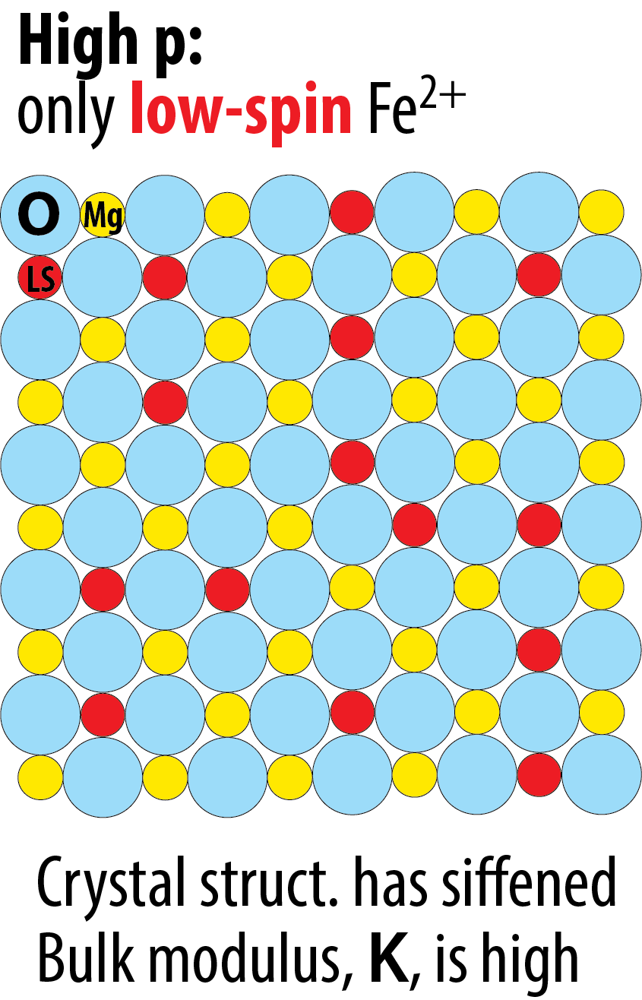 High p:
only low-spin Fe²⁺
O Mg
LS
Crystal struct. has siffened
Bulk modulus, K, is high